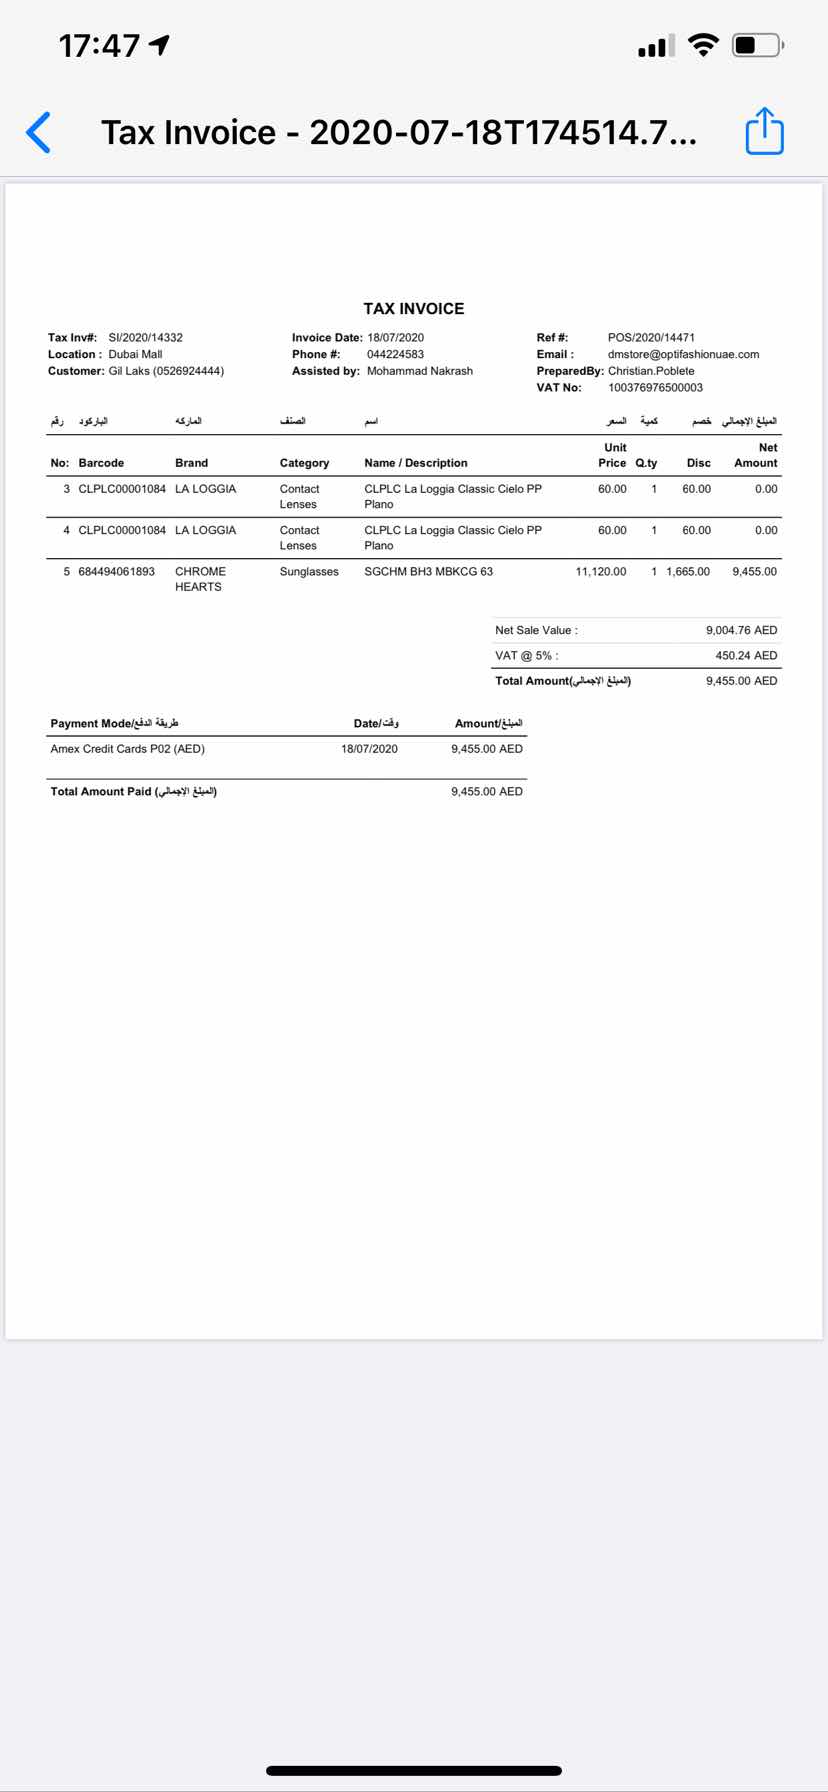 17:47
Tax Invoice - 2020-07-18T174514.7...
TAX INVOICE
Tax Inv#: SI/2020/14332 Invoice Date: 18/07/2020 Ref #: POS/2020/14471
Location : Dubai Mall Phone #: 044224583 Email : dmstore@optifashionuae.com
Customer: Gil Laks (0526924444) Assisted by: Mohammad Nakrash PreparedBy: Christian.Poblete
VAT No: 100376976500003
رقم الباركود الماركه الصنف اسم السعر كمية خصم المبلغ الإجمالي
Unit Net
No: Barcode Brand Category Name / Description Price Q.ty Disc Amount
3 CLPLC00001084 LA LOGGIA Contact CLPLC La Loggia Classic Cielo PP 60.00 1 60.00 0.00
Lenses Plano
4 CLPLC00001084 LA LOGGIA Contact CLPLC La Loggia Classic Cielo PP 60.00 1 60.00 0.00
Lenses Plano
5 684494061893 CHROME Sunglasses SGCHM BH3 MBKCG 63 11,120.00 1 1,665.00 9,455.00
HEARTS
Net Sale Value : 9,004.76 AED
VAT @ 5% : 450.24 AED
Total Amount(المبلغ الإجمالي) 9,455.00 AED
Payment Mode/طريقة الدفع Date/وقت Amount/المبلغ
Amex Credit Cards P02 (AED) 18/07/2020 9,455.00 AED
Total Amount Paid (المبلغ الإجمالي) 9,455.00 AED